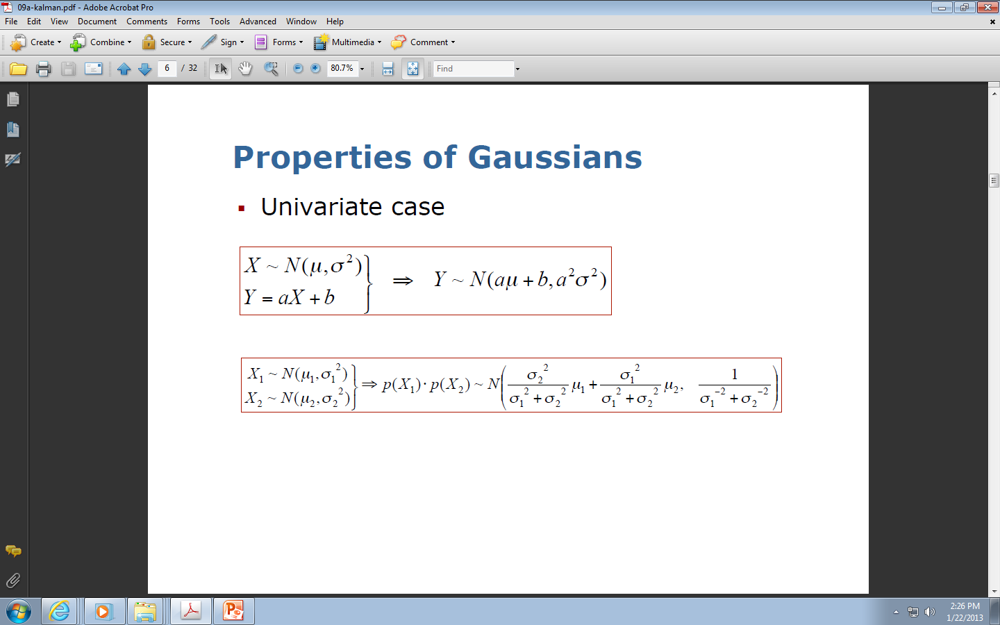 09a-kalman.pdf - Adobe Acrobat Pro
File Edit View Document Comments Forms Tools Advanced Window Help
Create Combine Secure Sign Forms Multimedia Comment
6 / 32 80.7% Find
Properties of Gaussians
▪ Univariate case
X ~ N(μ,σ²)
Y = aX + b } ⇒ Y ~ N(aμ + b, a²σ²)
X₁ ~ N(μ₁,σ₁²)
X₂ ~ N(μ₂,σ₂²) } ⇒ p(X₁)·p(X₂) ~ N( σ₂²/(σ₁² + σ₂²) μ₁ + σ₁²/(σ₁² + σ₂²) μ₂, 1/(σ₁⁻² + σ₂⁻²) )
2:26 PM
1/22/2013